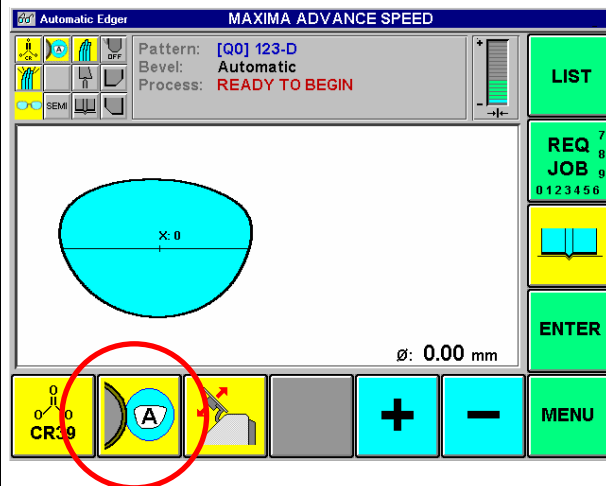 Automatic Edger
MAXIMA ADVANCE SPEED
CR
A
OFF
SEMI
Pattern: [Q0] 123-D
Bevel: Automatic
Process: READY TO BEGIN
+
-
LIST
REQ 7
JOB 8
9
0123456
X: 0
ø: 0.00 mm
ENTER
O
O O
CR39
A
+
−
MENU